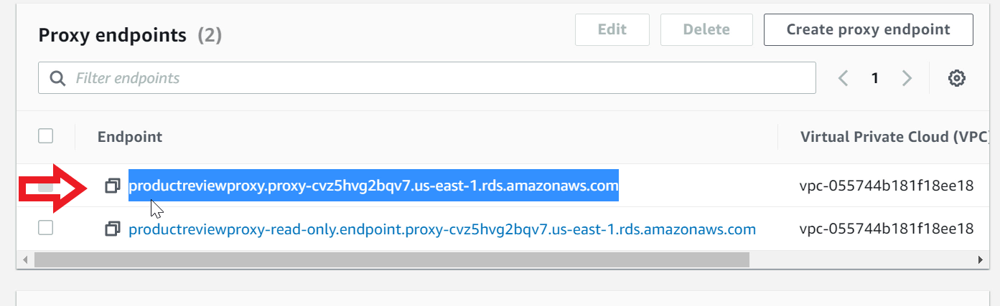 Proxy endpoints (2) Edit Delete Create proxy endpoint
Filter endpoints 1
Endpoint Virtual Private Cloud (VPC)
productreviewproxy.proxy-cvz5hvg2bqv7.us-east-1.rds.amazonaws.com vpc-055744b181f18ee18
productreviewproxy-read-only.endpoint.proxy-cvz5hvg2bqv7.us-east-1.rds.amazonaws.com vpc-055744b181f18ee18